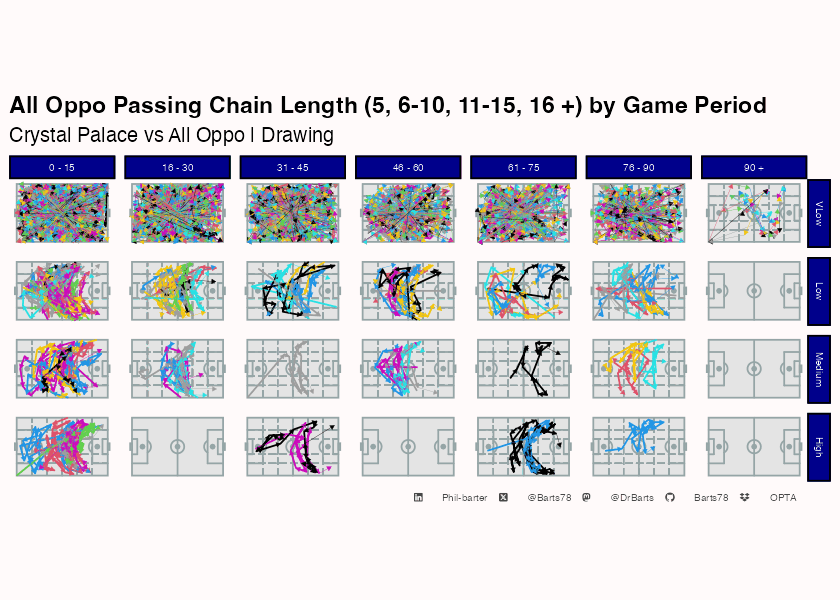 All Oppo Passing Chain Length (5, 6-10, 11-15, 16 +) by Game Period
Crystal Palace vs All Oppo | Drawing
0 - 15 16 - 30 31 - 45 46 - 60 61 - 75 76 - 90 90 +
VLow
Low
Medium
High
Phil-barter @Barts78 @DrBarts Barts78 OPTA